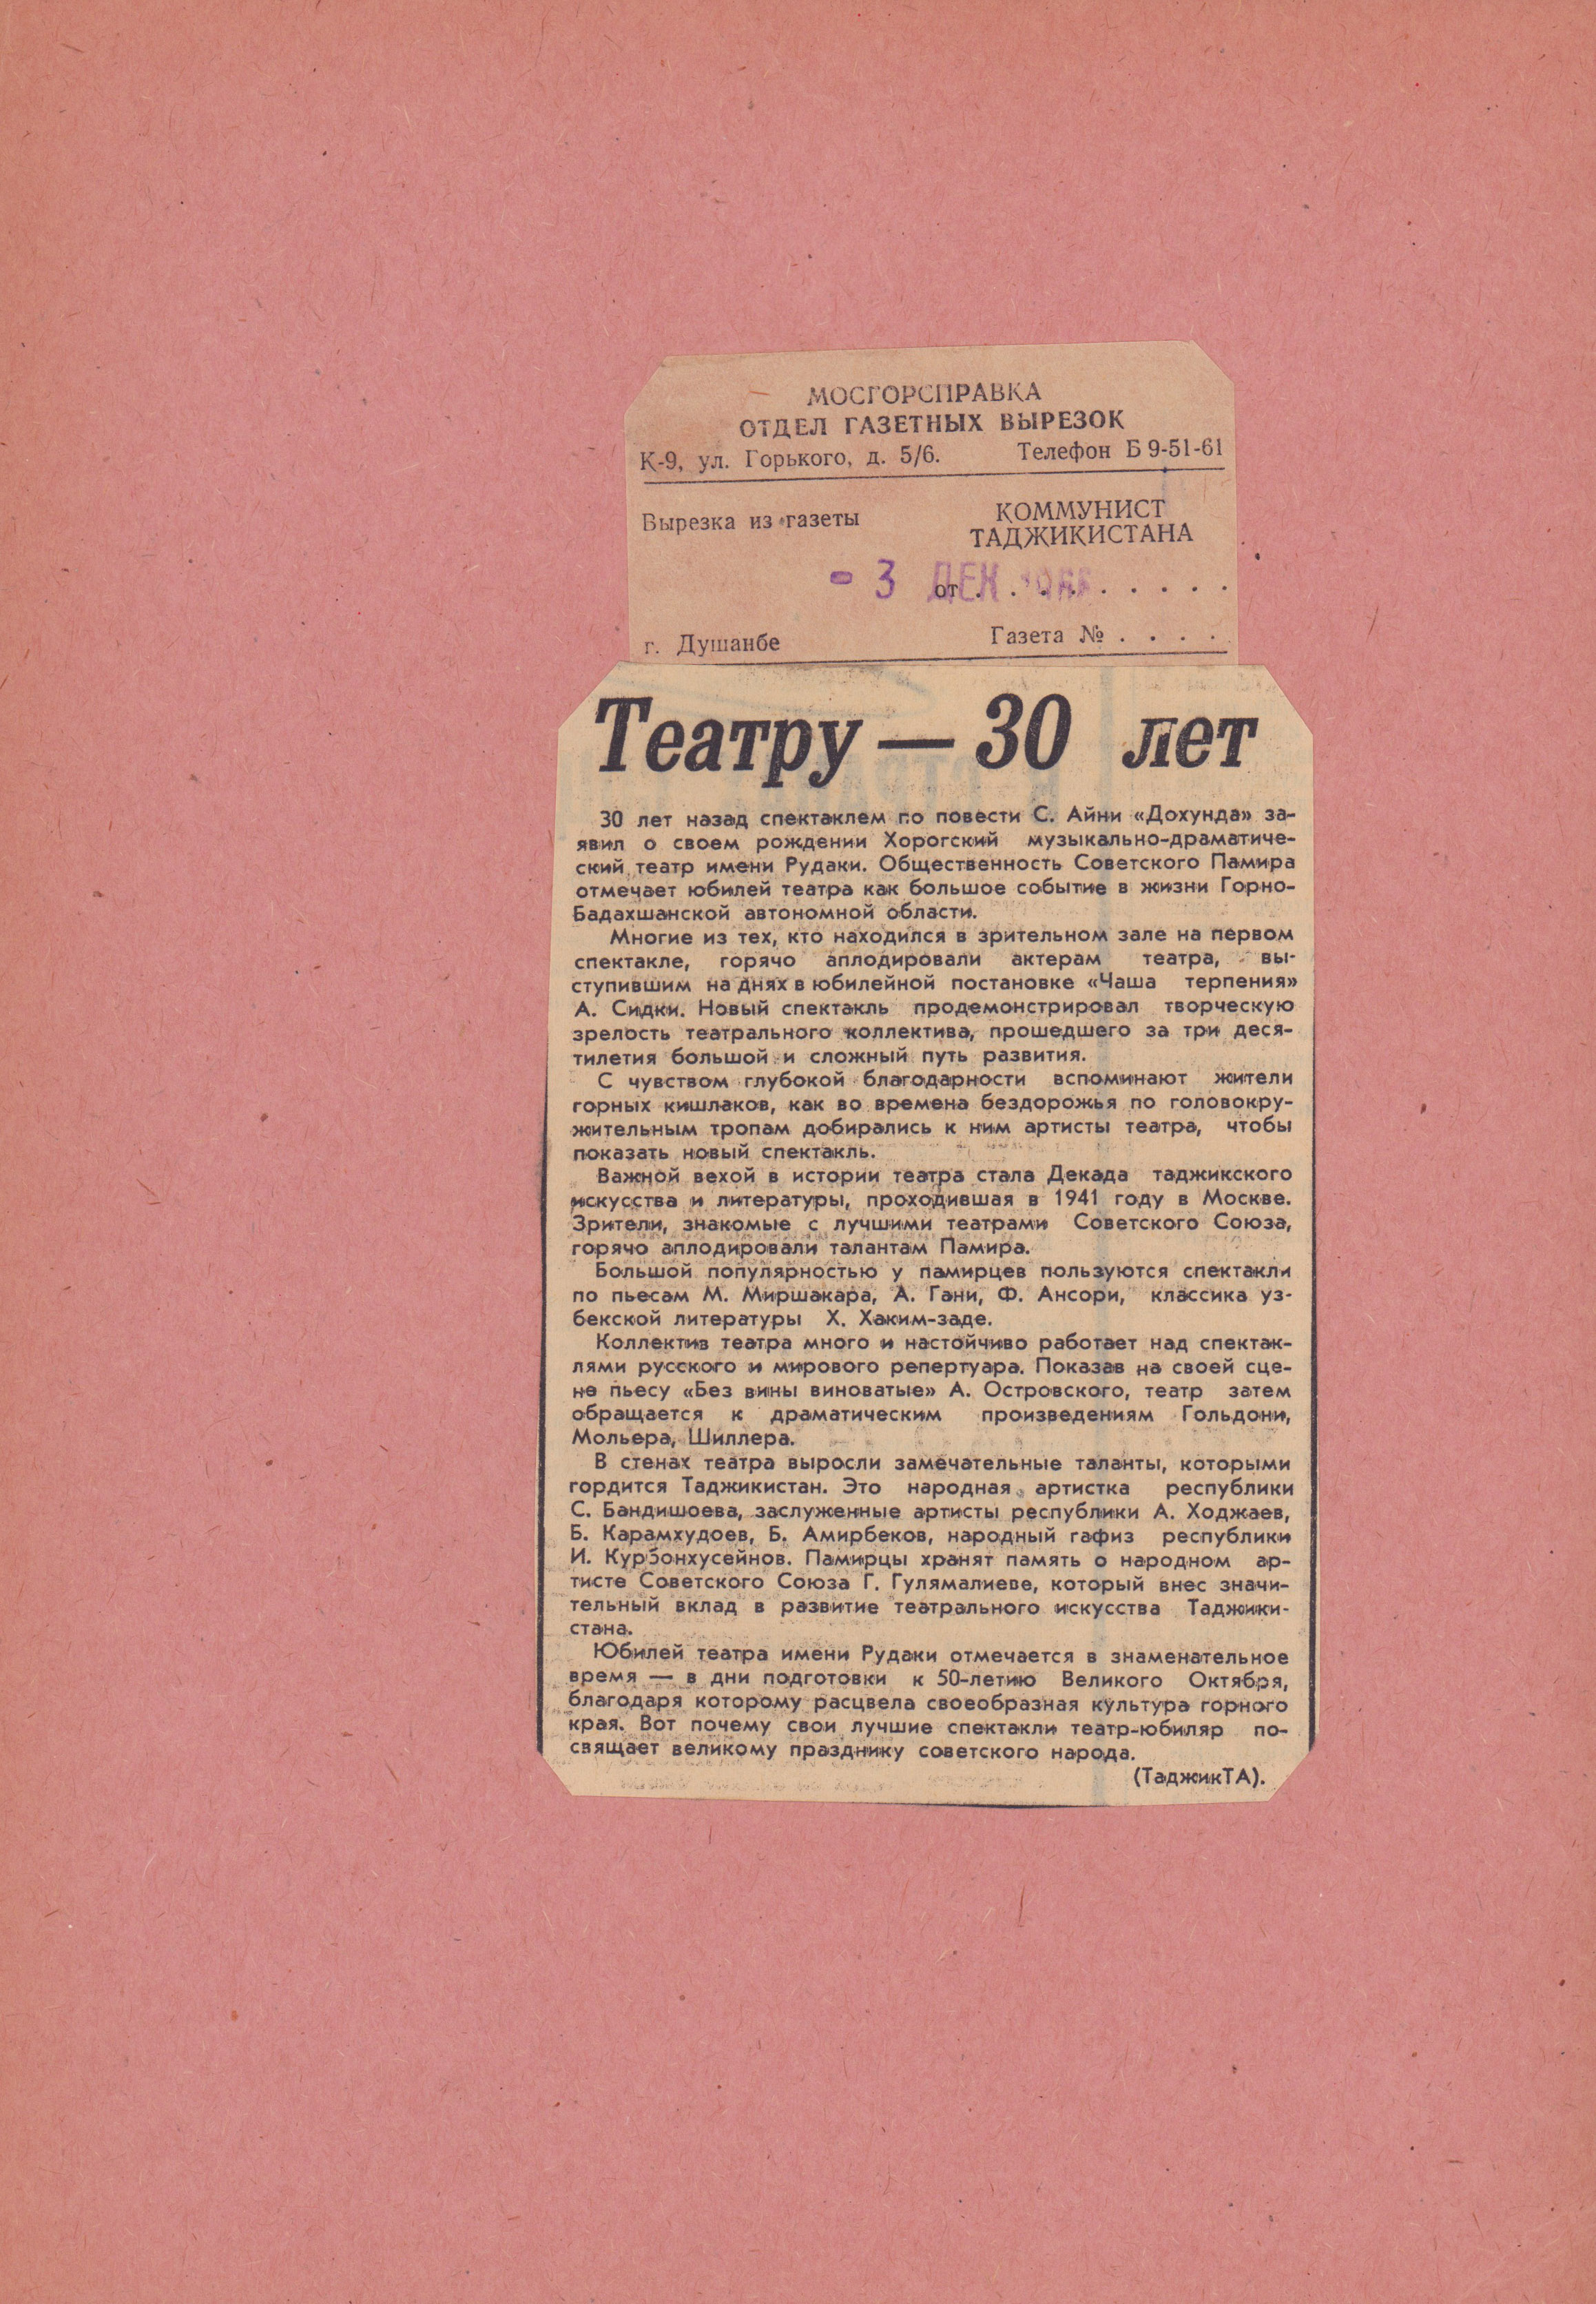 МОСГОРСПРАВКА
ОТДЕЛ ГАЗЕТНЫХ ВЫРЕЗОК
К-9, ул. Горького, д. 5/6. Телефон Б 9-51-61
Вырезка из газеты КОММУНИСТ
ТАДЖИКИСТАНА
- 3 ДЕК
от . . . . . . . . . .
г. Душанбе Газета № . . . .
Театру — 30 лет
30 лет назад спектаклем по повести С. Айни «Дохунда» за-
явил о своем рождении Хорогский музыкально-драматиче-
ский театр имени Рудаки. Общественность Советского Памира
отмечает юбилей театра как большое событие в жизни Горно-
Бадахшанской автономной области.
Многие из тех, кто находился в зрительном зале на первом
спектакле, горячо аплодировали актерам театра, вы-
ступившим на днях в юбилейной постановке «Чаша терпения»
А. Сидки. Новый спектакль продемонстрировал творческую
зрелость театрального коллектива, прошедшего за три деся-
тилетия большой и сложный путь развития.
С чувством глубокой благодарности вспоминают жители
горных кишлаков, как во времена бездорожья по головокру-
жительным тропам добирались к ним артисты театра, чтобы
показать новый спектакль.
Важной вехой в истории театра стала Декада таджикского
искусства и литературы, проходившая в 1941 году в Москве.
Зрители, знакомые с лучшими театрами Советского Союза,
горячо аплодировали талантам Памира.
Большой популярностью у памирцев пользуются спектакли
по пьесам М. Миршакара, А. Гани, Ф. Ансори, классика уз-
бекской литературы Х. Хаким-заде.
Коллектив театра много и настойчиво работает над спектак-
лями русского и мирового репертуара. Показав на своей сце-
не пьесу «Без вины виноватые» А. Островского, театр затем
обращается к драматическим произведениям Гольдони,
Мольера, Шиллера.
В стенах театра выросли замечательные таланты, которыми
гордится Таджикистан. Это народная артистка республики
С. Бандишоева, заслуженные артисты республики А. Ходжаев,
Б. Карамхудоев, Б. Амирбеков, народный гафиз республики
И. Курбонхусейнов. Памирцы хранят память о народном ар-
тисте Советского Союза Г. Гулямалиеве, который внес значи-
тельный вклад в развитие театрального искусства Таджики-
стана.
Юбилей театра имени Рудаки отмечается в знаменательное
время — в дни подготовки к 50-летию Великого Октября,
благодаря которому расцвела своеобразная культура горного
края. Вот почему свои лучшие спектакли театр-юбиляр по-
свящает великому празднику советского народа.
(ТаджикТА).